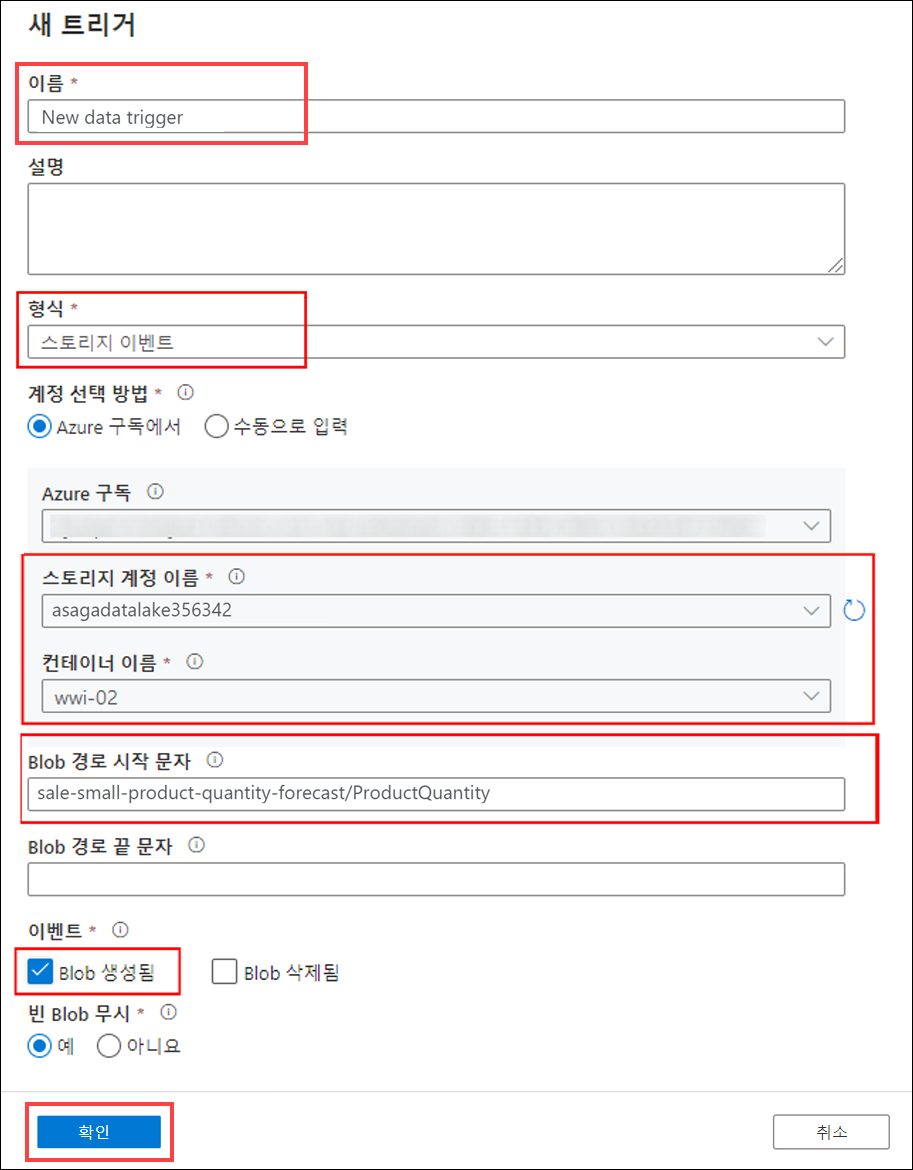 새 트리거
이름 *
New data trigger
설명
형식 *
스토리지 이벤트
계정 선택 방법 *
Azure 구독에서 수동으로 입력
Azure 구독
스토리지 계정 이름 *
asagadatalake356342
컨테이너 이름 *
wwi-02
Blob 경로 시작 문자
sale-small-product-quantity-forecast/ProductQuantity
Blob 경로 끝 문자
이벤트 *
Blob 생성됨 Blob 삭제됨
빈 Blob 무시 *
예 아니요
확인 취소